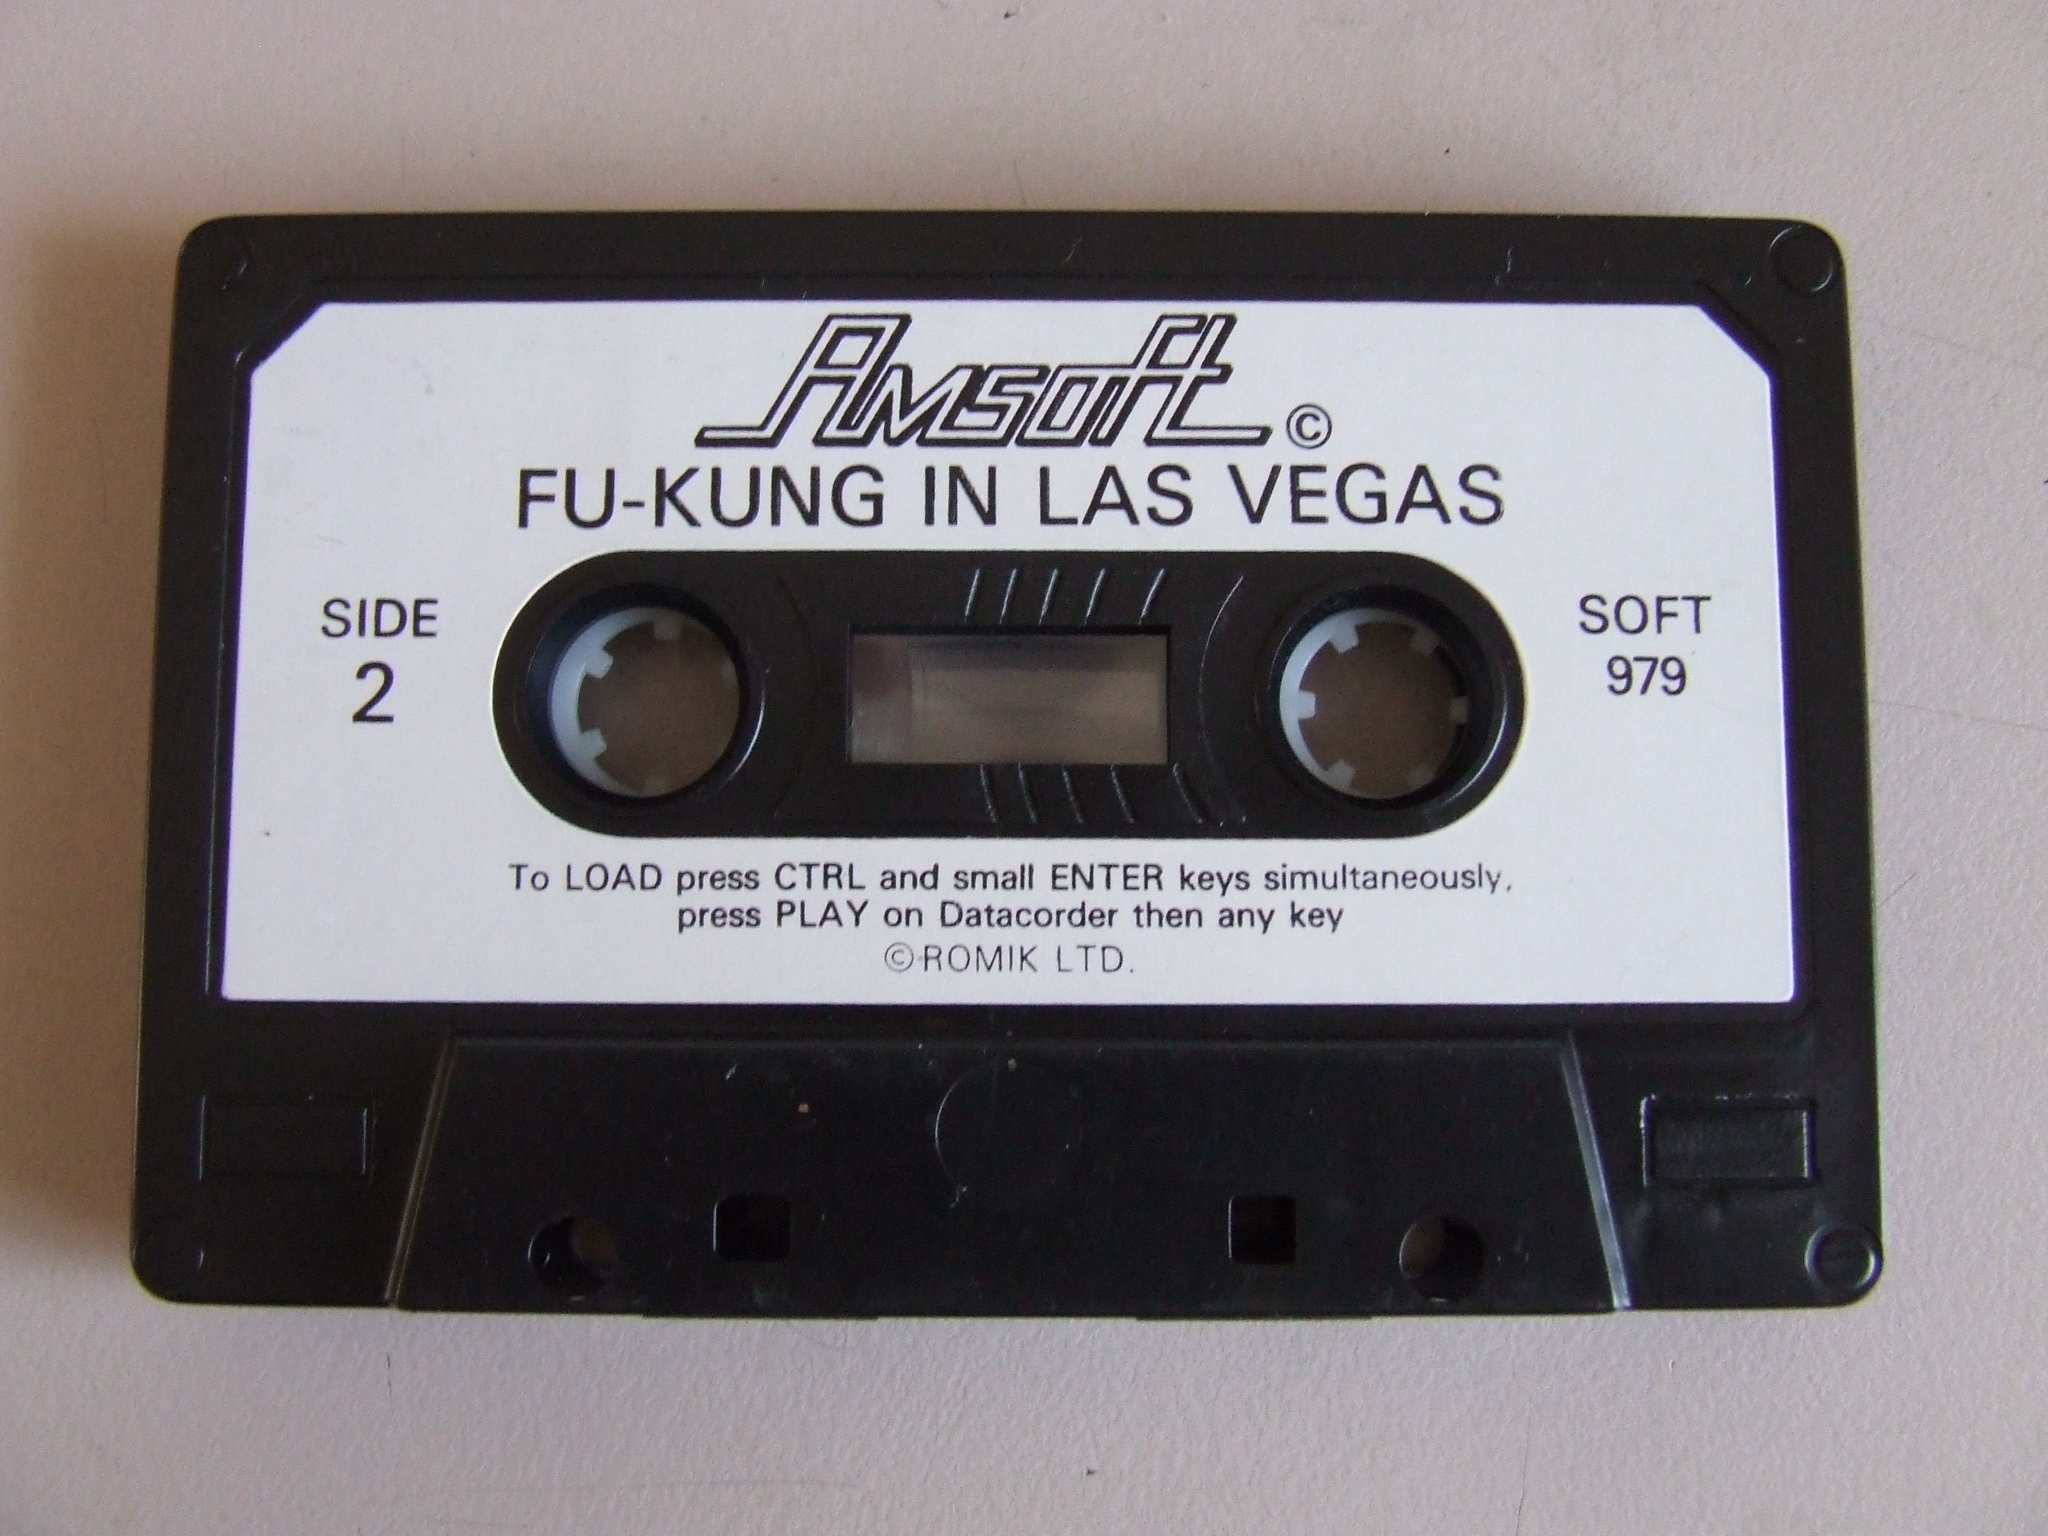 Amsoft ©
FU-KUNG IN LAS VEGAS
SIDE
2
SOFT
979
To LOAD press CTRL and small ENTER keys simultaneously,
press PLAY on Datacorder then any key
© ROMIK LTD.